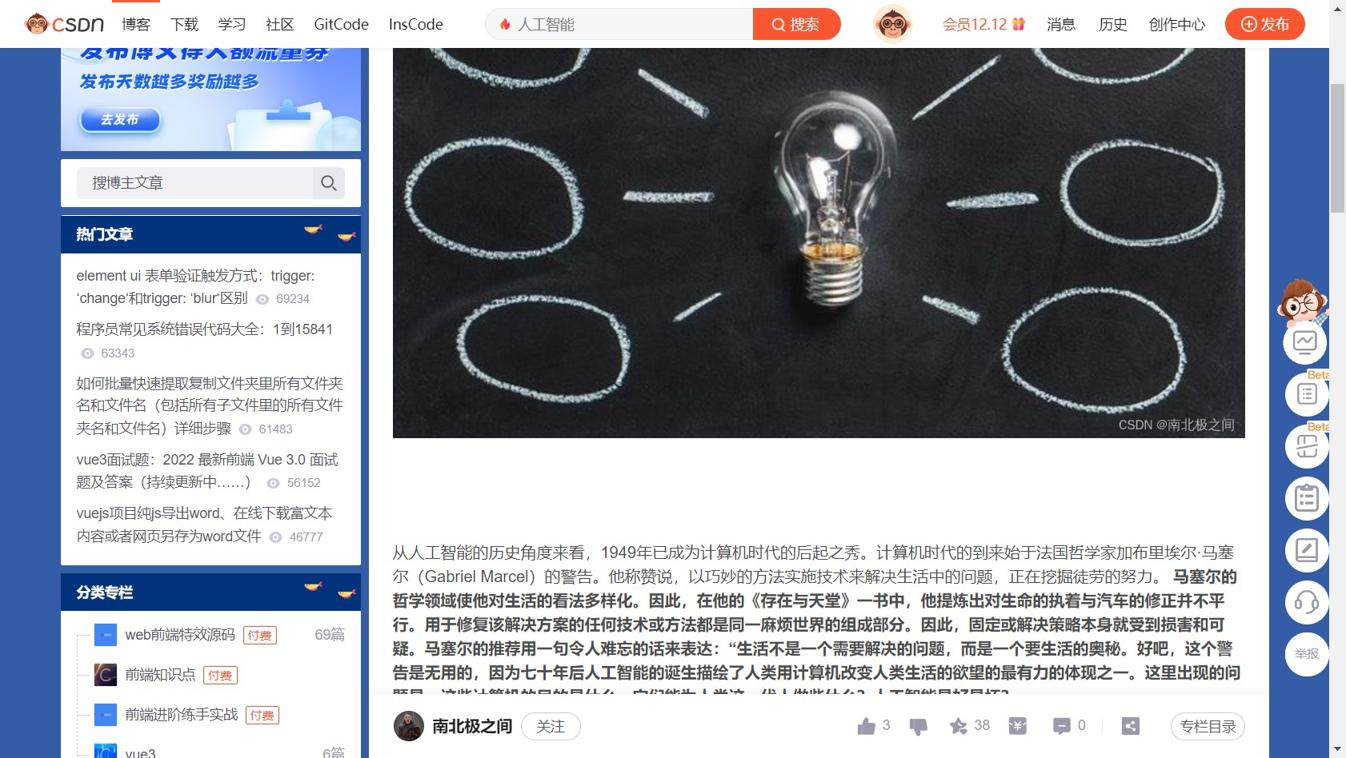 CSDN 博客 下载 学习 社区 GitCode InsCode 人工智能 搜索 会员12.12 消息 历史 创作中心 发布
发布博文得大额流量券
发布天数越多奖励越多
去发布
搜博主文章
热门文章
element ui 表单验证触发方式：trigger:
'change'和trigger: 'blur'区别 69234
程序员常见系统错误代码大全：1到15841
63343
如何批量快速提取复制文件夹里所有文件夹
名和文件名（包括所有子文件里的所有文件
夹名和文件名）详细步骤 61483
vue3面试题：2022 最新前端 Vue 3.0 面试
题及答案（持续更新中……） 56152
vuejs项目纯js导出word、在线下载富文本
内容或者网页另存为word文件 46777
分类专栏
web前端特效源码 付费 69篇
前端知识点 付费
前端进阶练手实战 付费
vue3 6篇
CSDN @南北极之间
从人工智能的历史角度来看，1949年已成为计算机时代的后起之秀。计算机时代的到来始于法国哲学家加布里埃尔·马塞
尔（Gabriel Marcel）的警告。他称赞说，以巧妙的方法实施技术来解决生活中的问题，正在挖掘徒劳的努力。 马塞尔的
哲学领域使他对生活的看法多样化。因此，在他的《存在与天堂》一书中，他提炼出对生命的执着与汽车的修正并不平
行。用于修复该解决方案的任何技术或方法都是同一麻烦世界的组成部分。因此，固定或解决策略本身就受到损害和可
疑。马塞尔的推荐用一句令人难忘的话来表达：“生活不是一个需要解决的问题，而是一个要生活的奥秘。好吧，这个警
告是无用的，因为七十年后人工智能的诞生描绘了人类用计算机改变人类生活的欲望的最有力的体现之一。这里出现的问
南北极之间 关注 3 38 0 专栏目录
Beta
Beta
举报